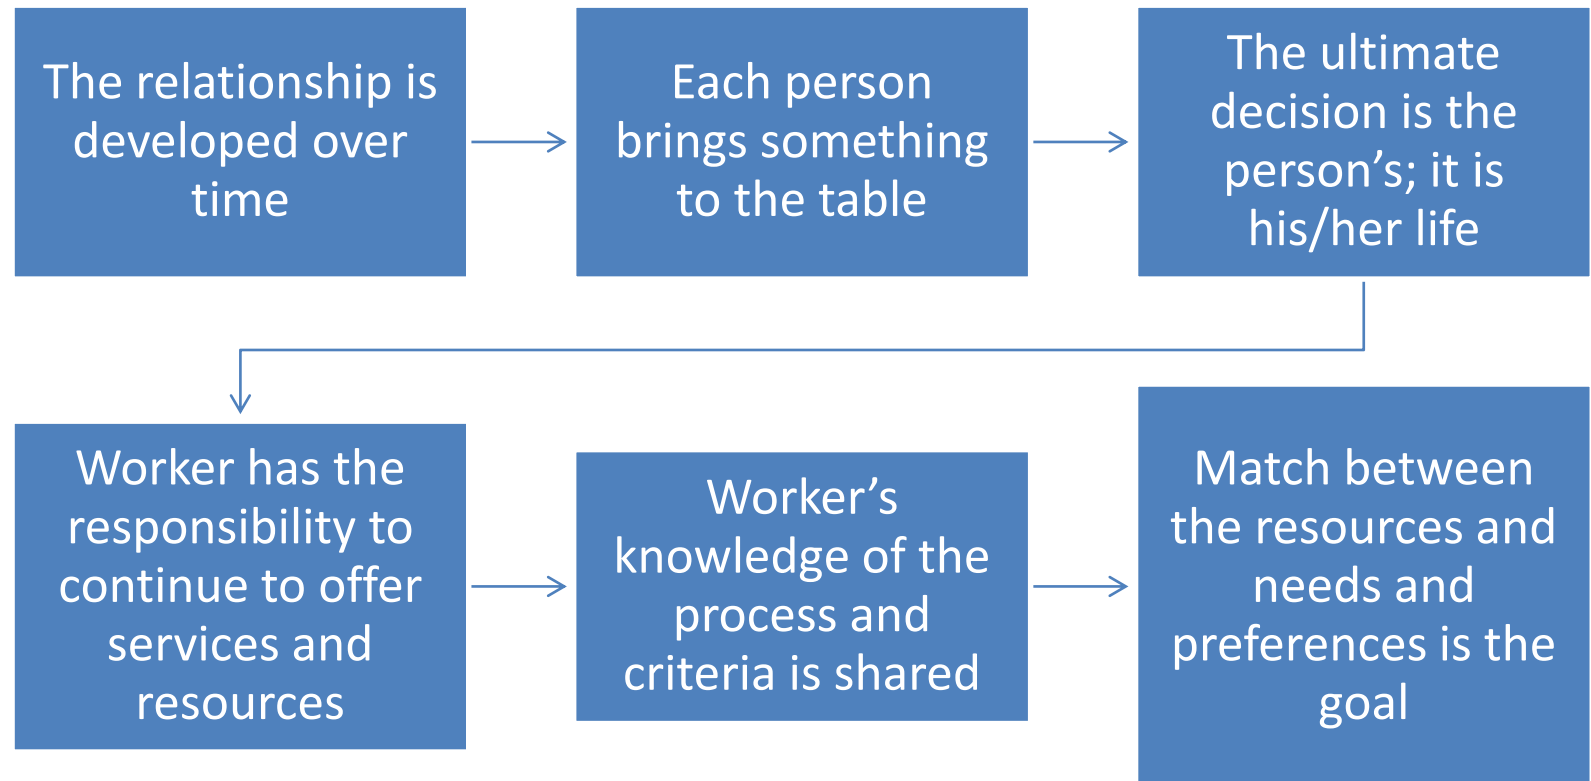 The relationship is
developed over
time
Each person
brings something
to the table
The ultimate
decision is the
person’s; it is
his/her life
Worker has the
responsibility to
continue to offer
services and
resources
Worker’s
knowledge of the
process and
criteria is shared
Match between
the resources and
needs and
preferences is the
goal